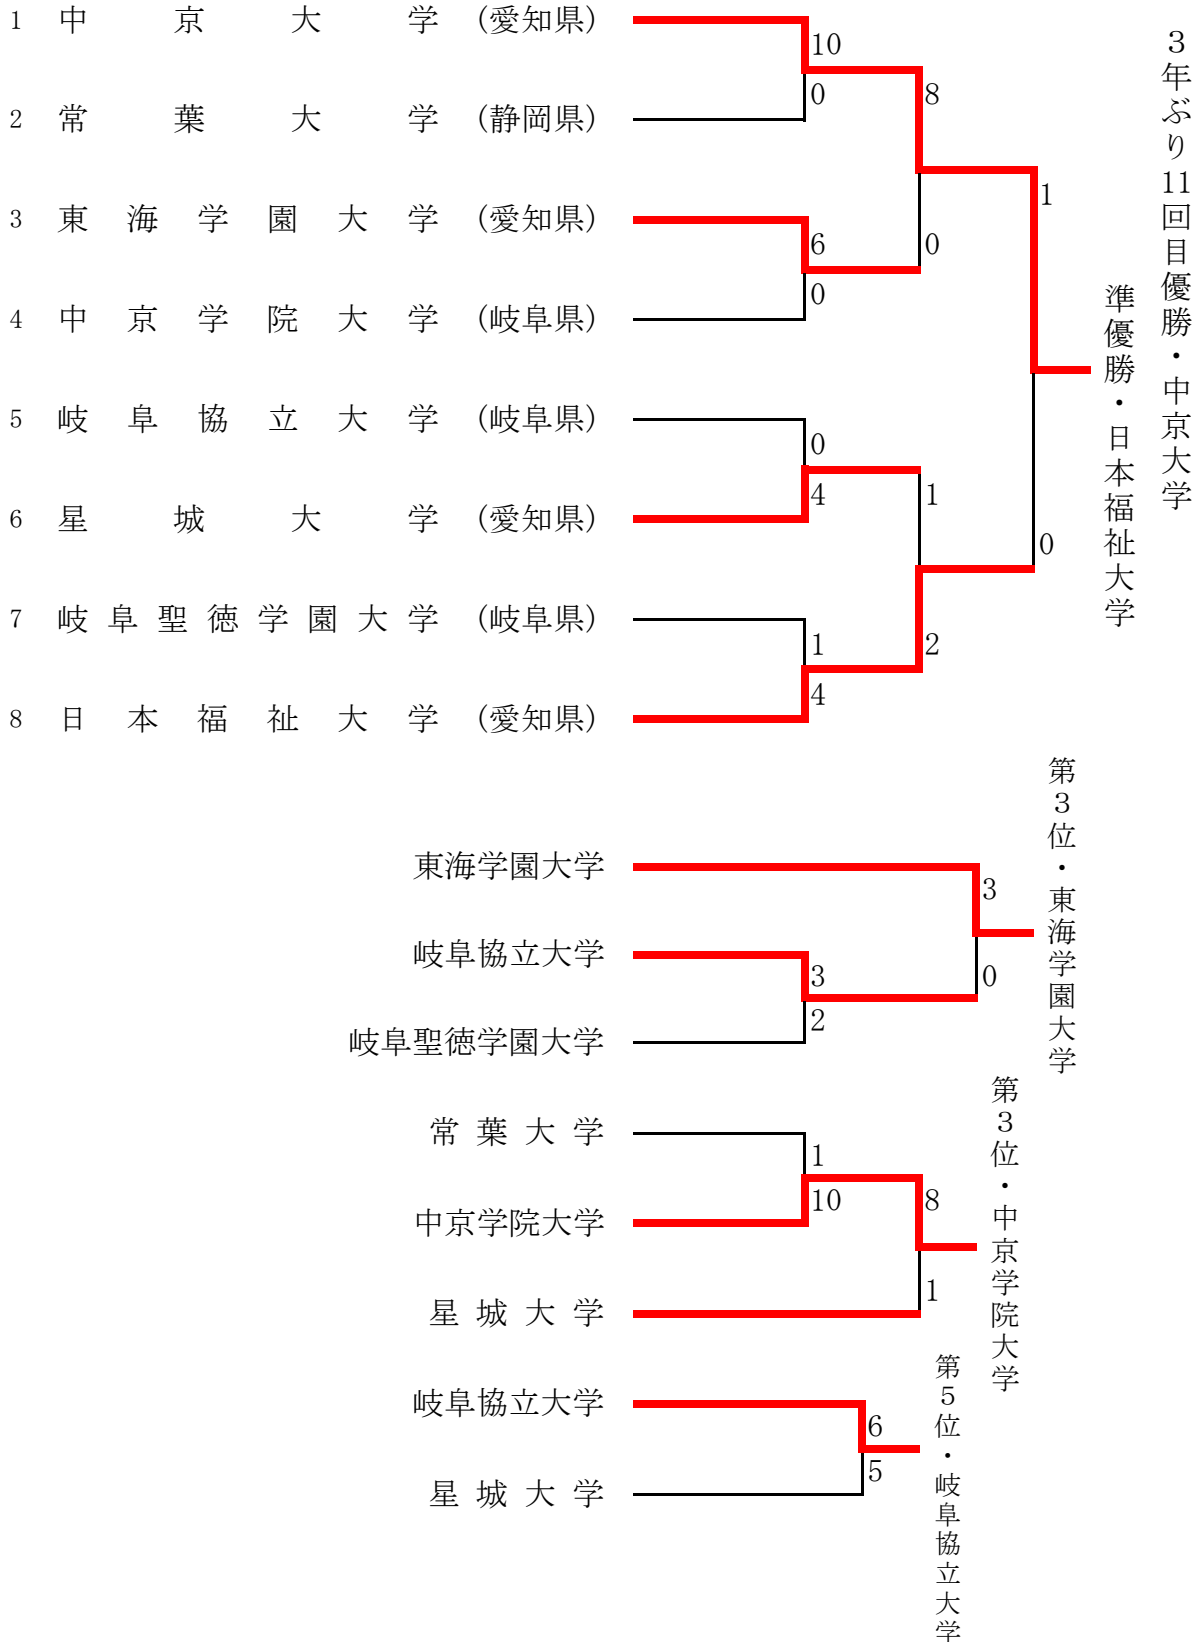 1 中京大学 (愛知県)
10
0
2 常葉大学 (静岡県)
8
3 東海学園大学 (愛知県)
6
0
0
4 中京学院大学 (岐阜県)
1
5 岐阜協立大学 (岐阜県)
0
4
1
6 星城大学 (愛知県)
0
7 岐阜聖徳学園大学 (岐阜県)
1
4
2
8 日本福祉大学 (愛知県)
3年ぶり11回目優勝・中京大学
準優勝・日本福祉大学
東海学園大学
3
岐阜協立大学
3
2
0
岐阜聖徳学園大学
第3位・東海学園大学
常葉大学
1
10
8
中京学院大学
1
星城大学
第3位・中京学院大学
岐阜協立大学
6
5
星城大学
第5位・岐阜協立大学